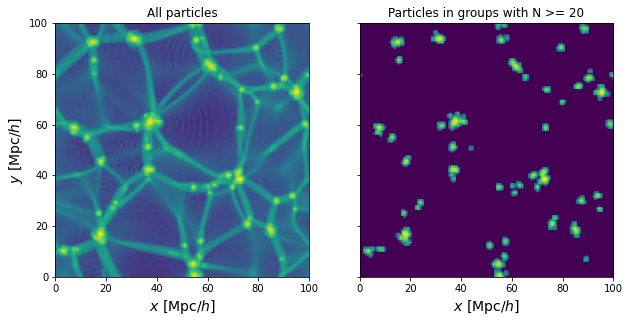 All particles
Particles in groups with N >= 20
100
80
60
40
20
0
y [Mpc/h]
0 20 40 60 80 100
0 20 40 60 80 100
x [Mpc/h]
x [Mpc/h]